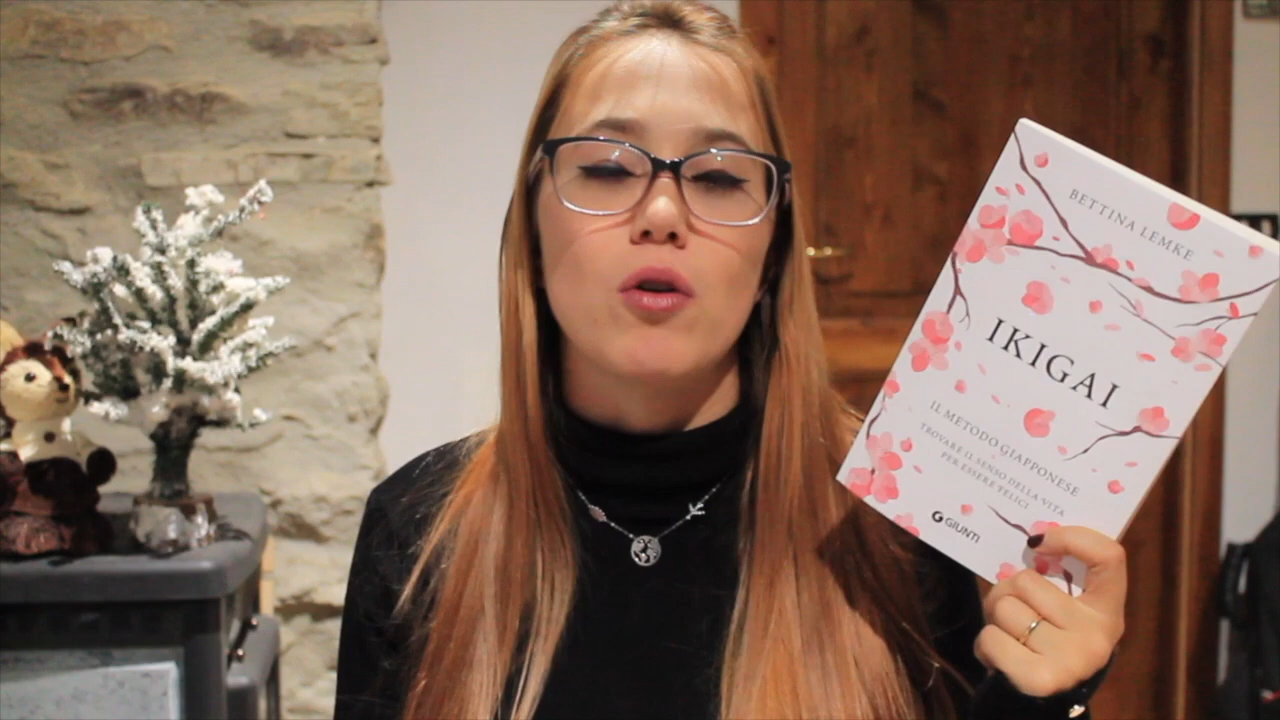 BETTINA LEMKE
IKIGAI
IL METODO GIAPPONESE
TROVARE IL SENSO DELLA VITA
PER ESSERE FELICI
GIUNTI